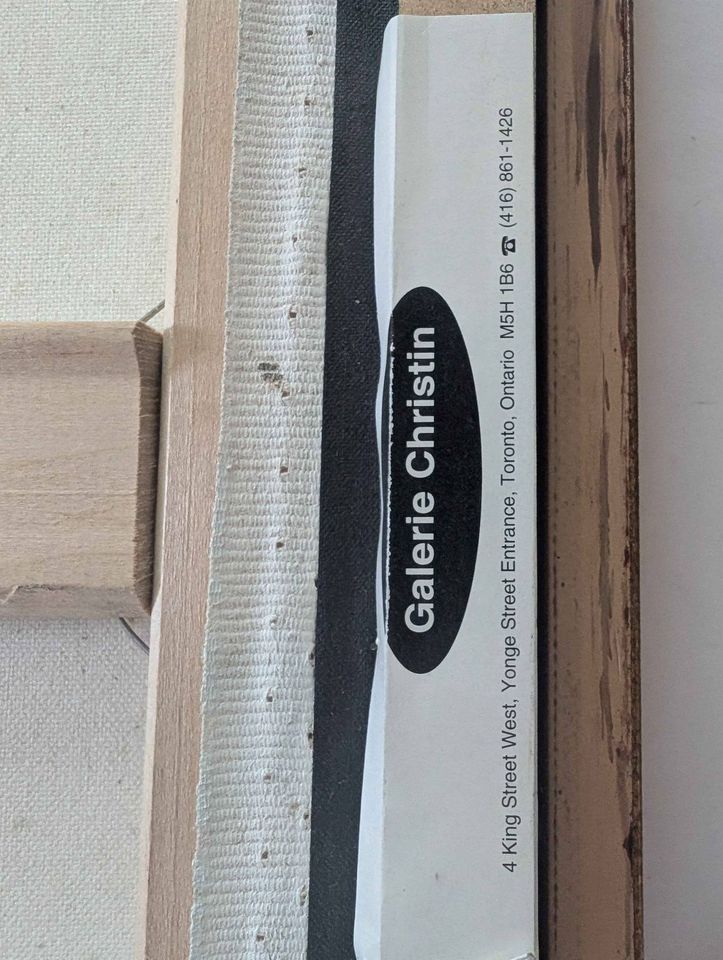 Galerie Christin
4 King Street West, Yonge Street Entrance, Toronto, Ontario M5H 1B6 ☎ (416) 861-1426